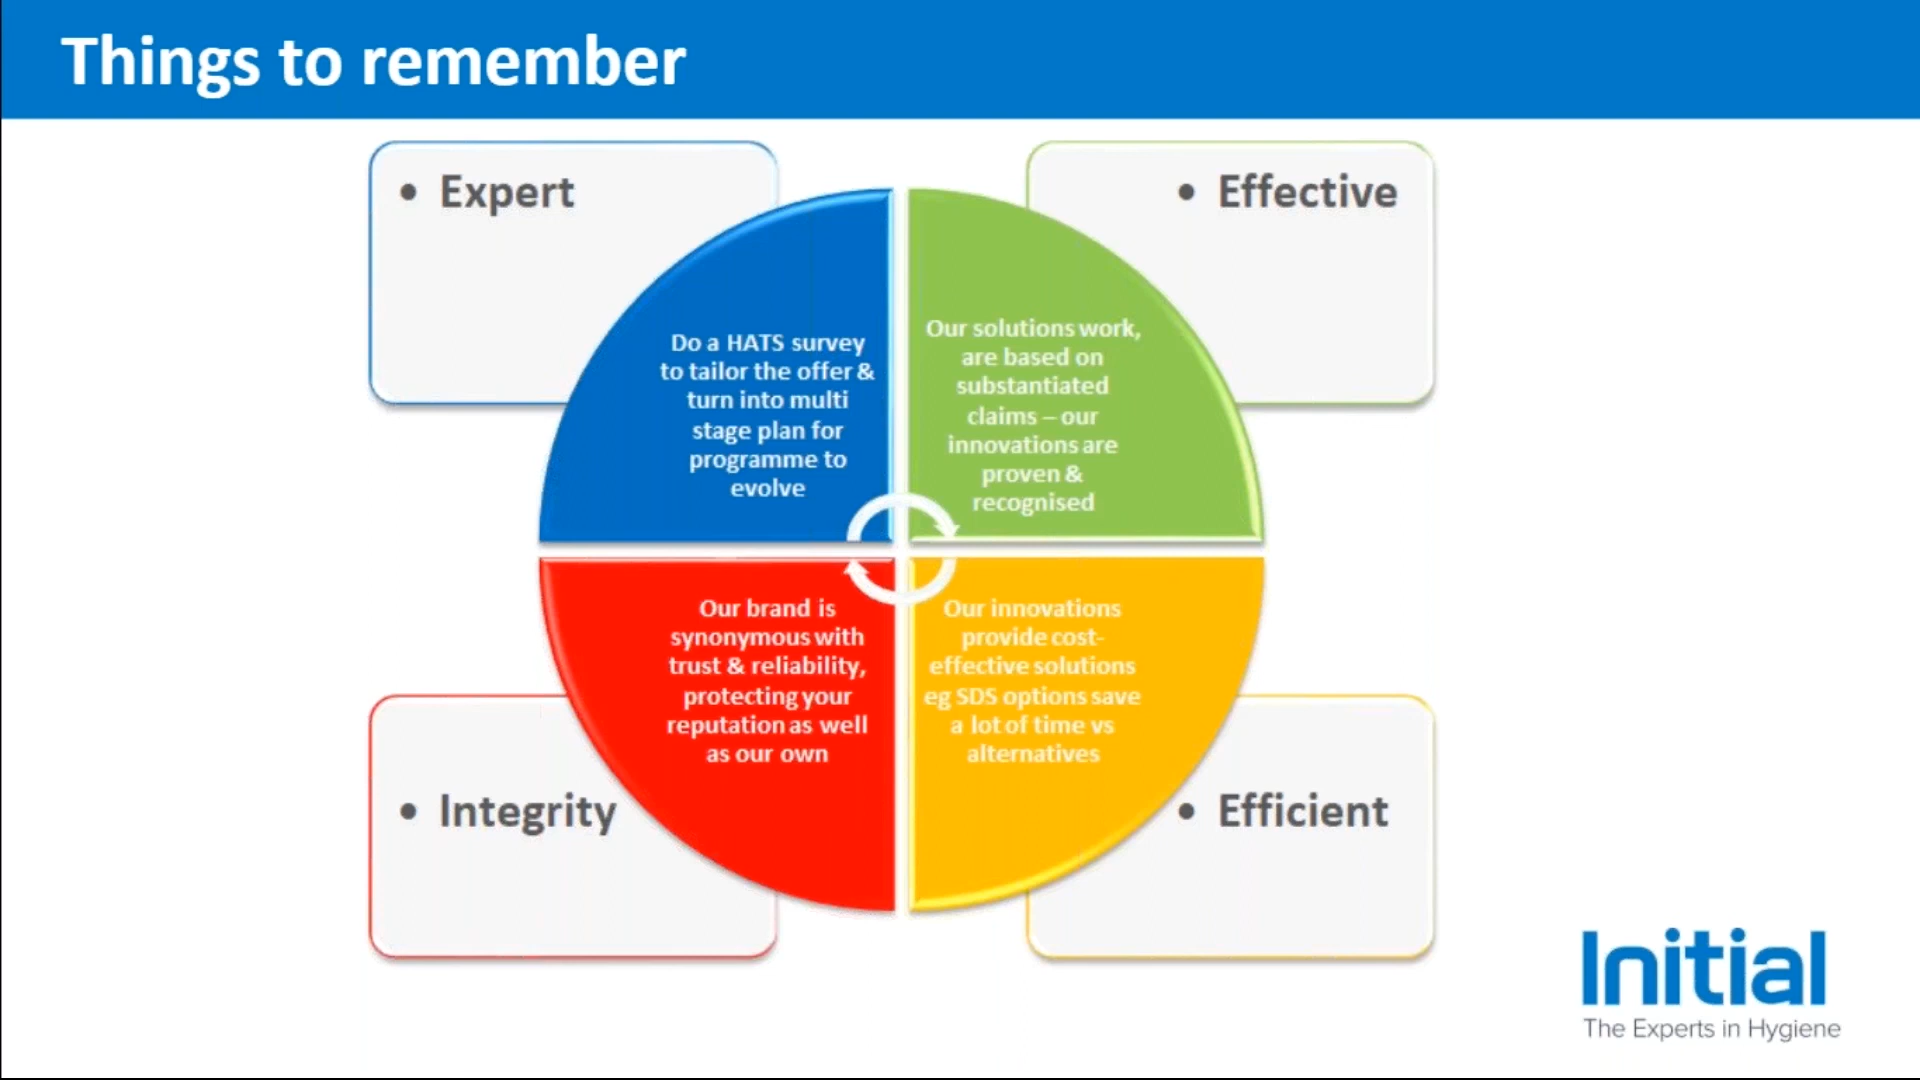 Things to remember
• Expert
• Effective
Do a HATS survey
to tailor the offer &
turn into multi
stage plan for
programme to
evolve
Our solutions work,
are based on
substantiated
claims – our
innovations are
proven &
recognised
Our brand is
synonymous with
trust & reliability,
protecting your
reputation as well
as our own
Our innovations
provide cost-
effective solutions
eg SDS options save
a lot of time vs
alternatives
• Integrity
• Efficient
Initial
The Experts in Hygiene